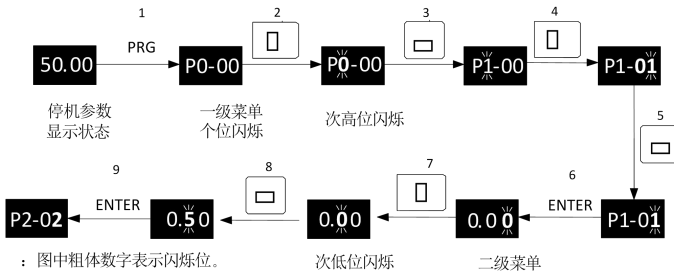 1
2
3
4
PRG
50.00
P0-00
P0-00
P1-00
P1-01
停机参数
显示状态
一级菜单
个位闪烁
次高位闪烁
5
9
8
7
6
ENTER
ENTER
P2-02
0.50
0.00
0.00
P1-01
：图中粗体数字表示闪烁位。
次低位闪烁
二级菜单